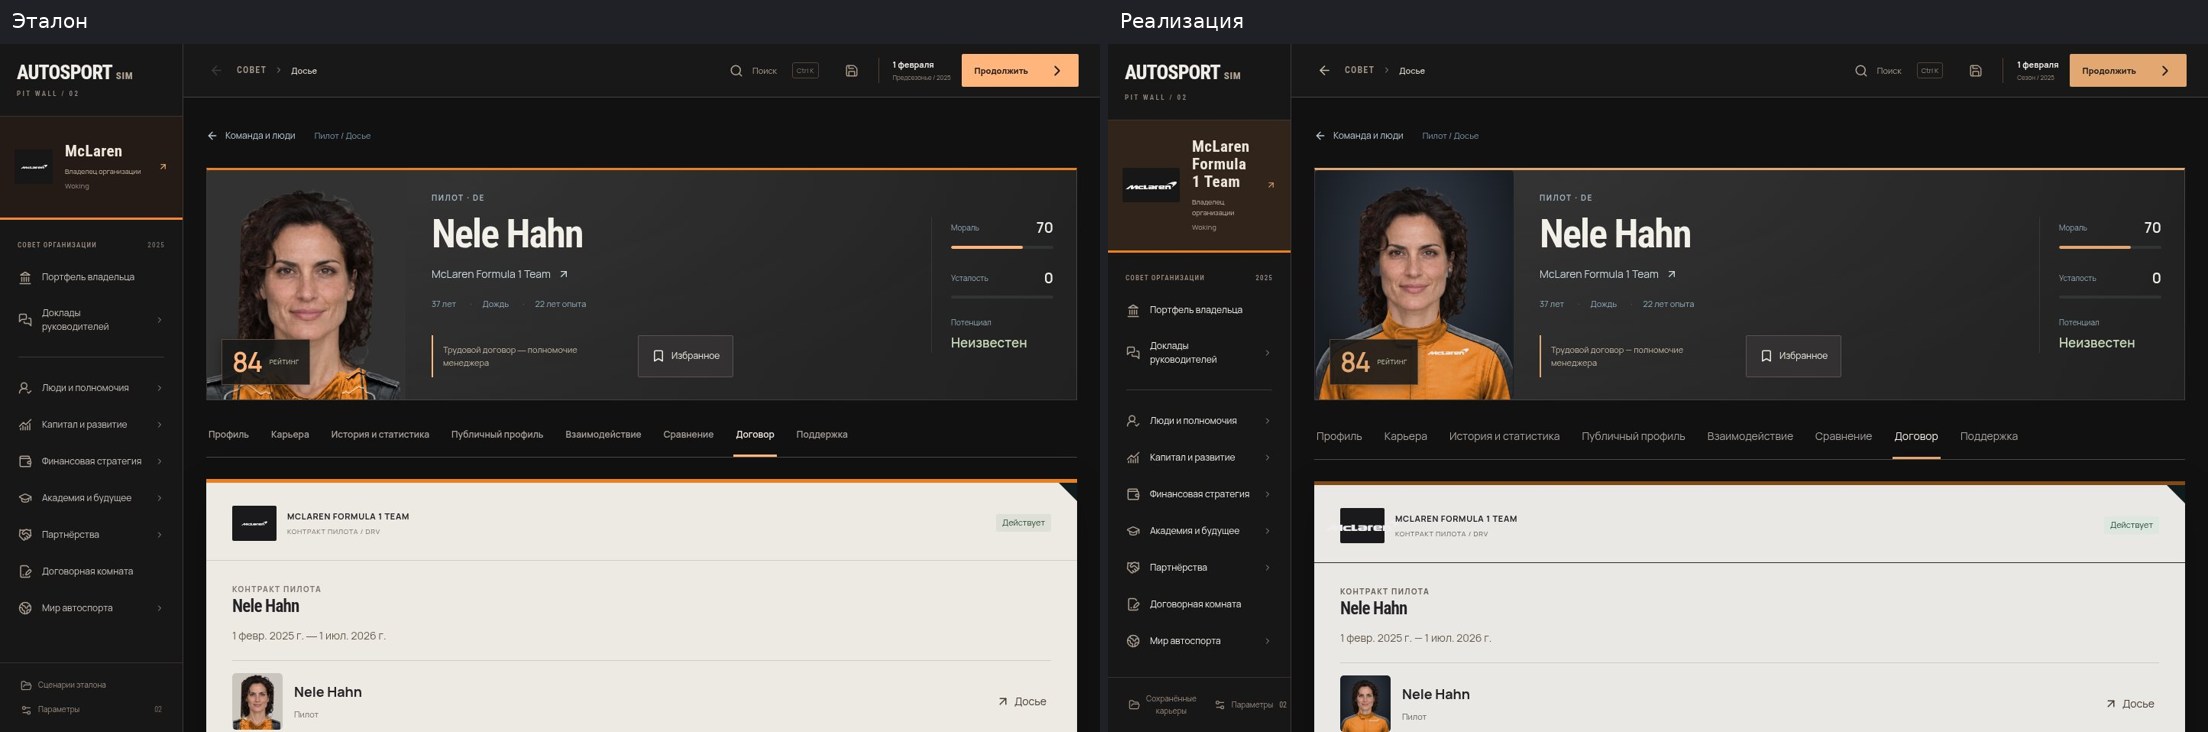 Эталон
AUTOSPORT SIM
PIT WALL / 02
McLaren
McLaren
Владелец организации
Woking
СОВЕТ ОРГАНИЗАЦИИ 2025
Портфель владельца
Доклады
руководителей
Люди и полномочия
Капитал и развитие
Финансовая стратегия
Академия и будущее
Партнёрства
Договорная комната
Мир автоспорта
Сценарии эталона
Параметры 02
СОВЕТ Досье
Поиск Ctrl K
1 февраля
Предсезонье / 2025
Продолжить
Команда и люди Пилот / Досье
84 РЕЙТИНГ
ПИЛОТ · DE
Nele Hahn
McLaren Formula 1 Team
37 лет · Дождь · 22 лет опыта
Трудовой договор — полномочие
менеджера
Избранное
Мораль 70
Усталость 0
Потенциал
Неизвестен
Профиль Карьера История и статистика Публичный профиль Взаимодействие Сравнение Договор Поддержка
McLaren
MCLAREN FORMULA 1 TEAM
КОНТРАКТ ПИЛОТА / DRV
Действует
КОНТРАКТ ПИЛОТА
Nele Hahn
1 февр. 2025 г. — 1 июл. 2026 г.
Nele Hahn
Пилот
Досье
Реализация
AUTOSPORT SIM
PIT WALL / 02
McLaren
McLaren
Formula
1 Team
Владелец
организации
Woking
СОВЕТ ОРГАНИЗАЦИИ 2025
Портфель владельца
Доклады
руководителей
Люди и полномочия
Капитал и развитие
Финансовая стратегия
Академия и будущее
Партнёрства
Договорная комната
Мир автоспорта
Сохранённые
карьеры
Параметры 02
СОВЕТ Досье
Поиск Ctrl K
1 февраля
Сезон / 2025
Продолжить
Команда и люди Пилот / Досье
McLaren
84 РЕЙТИНГ
ПИЛОТ · DE
Nele Hahn
McLaren Formula 1 Team
37 лет · Дождь · 22 лет опыта
Трудовой договор — полномочие
менеджера
Избранное
Мораль 70
Усталость 0
Потенциал
Неизвестен
Профиль Карьера История и статистика Публичный профиль Взаимодействие Сравнение Договор Поддержка
McLaren
MCLAREN FORMULA 1 TEAM
КОНТРАКТ ПИЛОТА / DRV
Действует
КОНТРАКТ ПИЛОТА
Nele Hahn
1 февр. 2025 г. — 1 июл. 2026 г.
Nele Hahn
Пилот
Досье